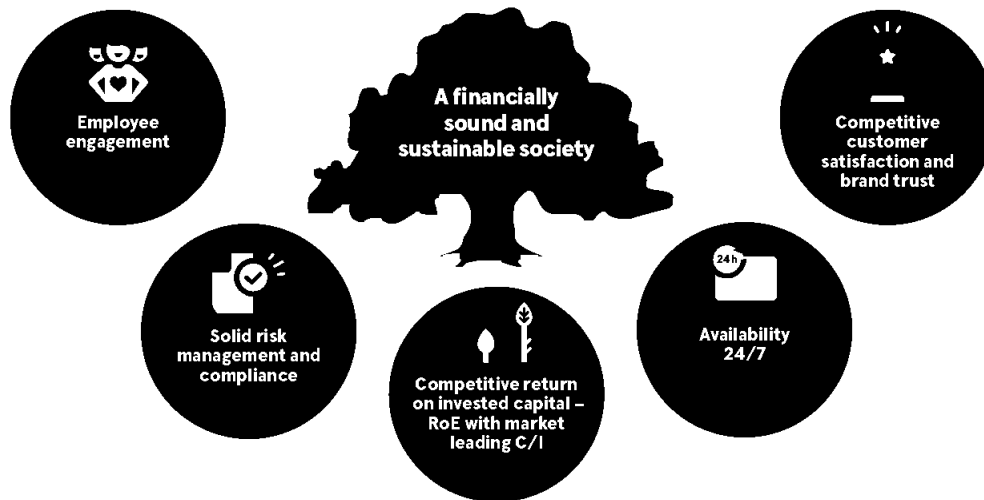 Employee
engagement
A financially
sound and
sustainable society
Competitive
customer
satisfaction and
brand trust
Solid risk
management and
compliance
Competitive return
on invested capital –
RoE with market
leading C/I
24h
Availability
24/7